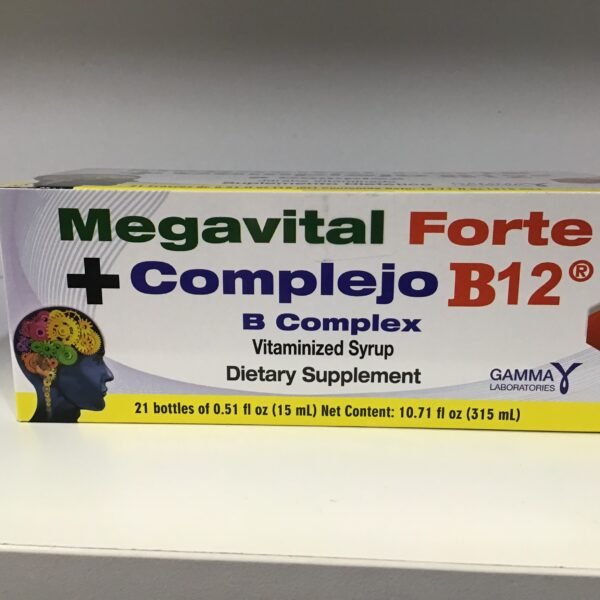 Megavital Forte
+ Complejo B12®
B Complex
Vitaminized Syrup
Dietary Supplement
GAMMA
LABORATORIES
21 bottles of 0.51 fl oz (15 mL) Net Content: 10.71 fl oz (315 mL)